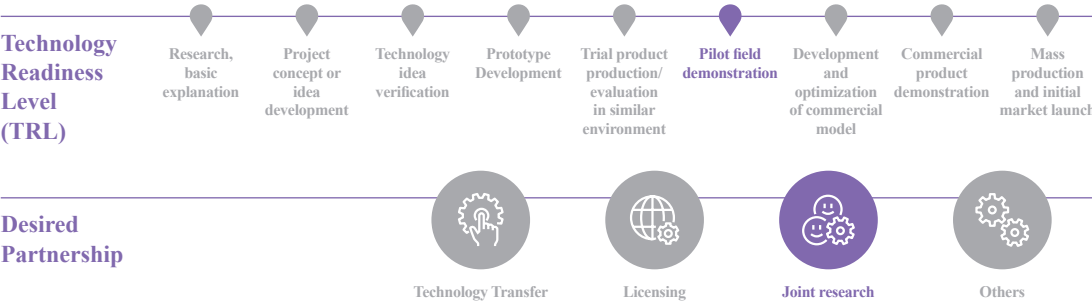 Technology
Readiness
Level
(TRL)
Research,
basic
explanation
Project
concept or
idea
development
Technology
idea
verification
Prototype
Development
Trial product
production/
evaluation
in similar
environment
Pilot field
demonstration
Development
and
optimization
of commercial
model
Commercial
product
demonstration
Mass
production
and initial
market launch
Desired
Partnership
Technology Transfer
Licensing
Joint research
Others